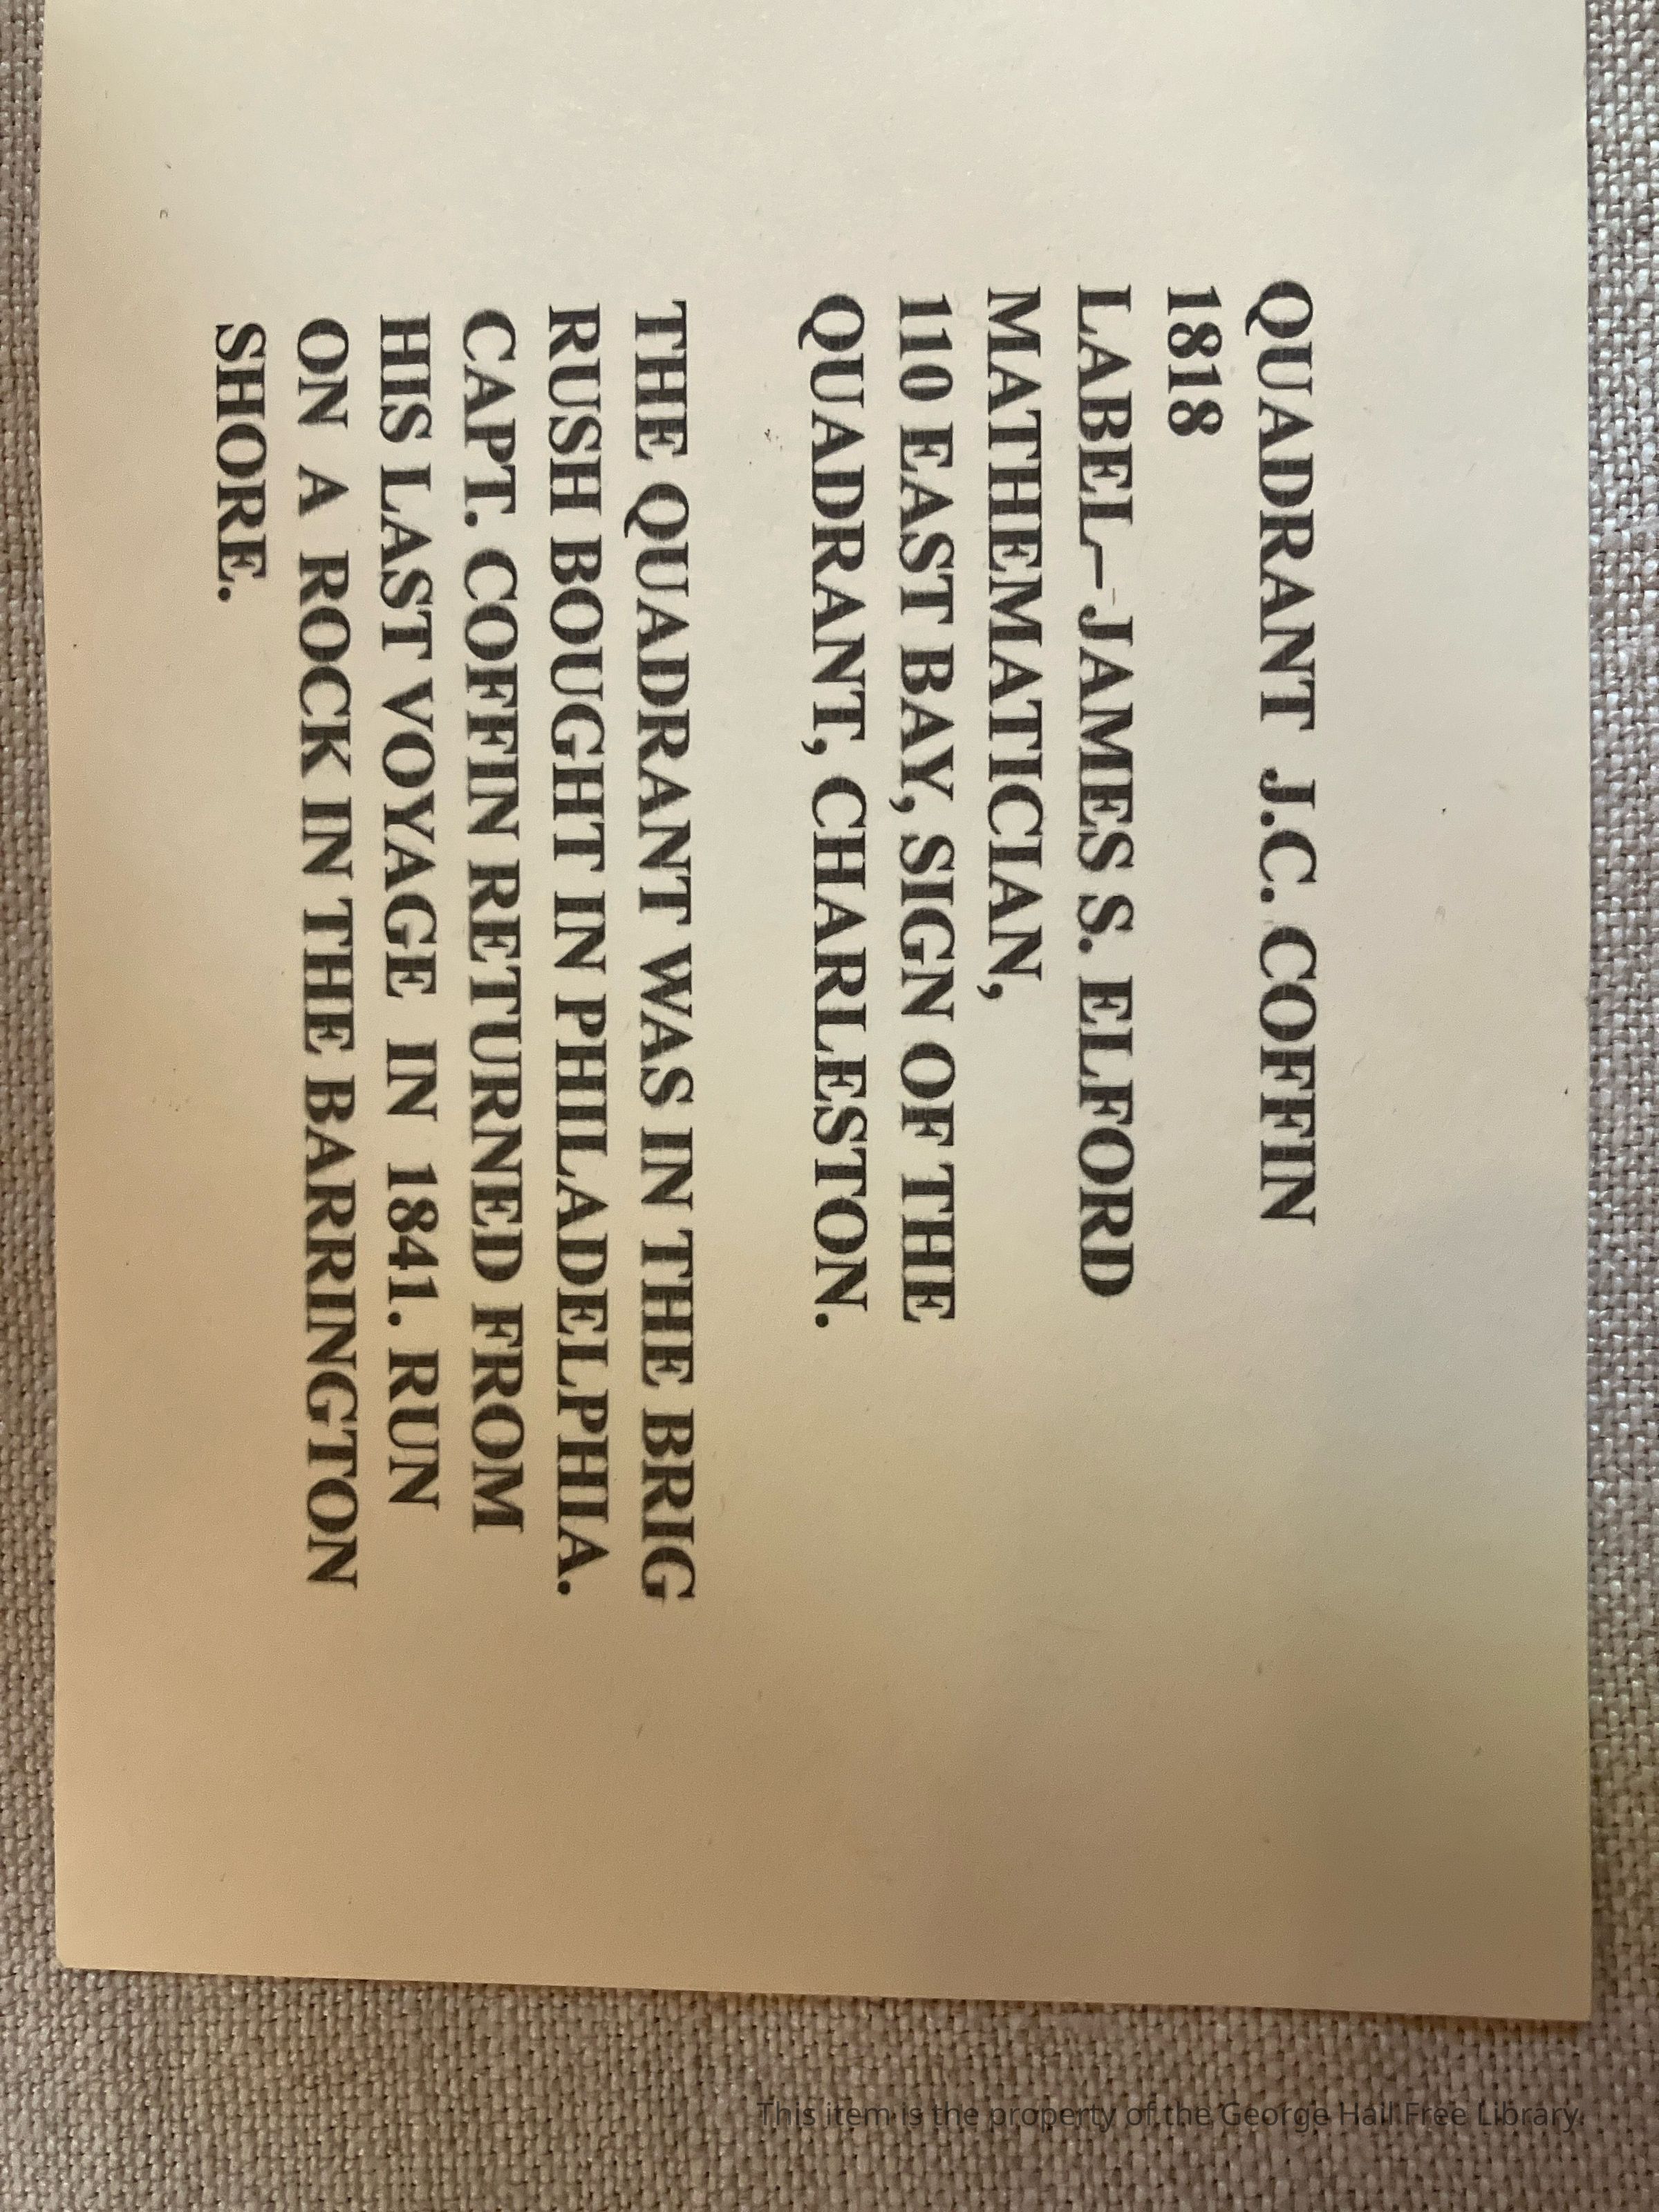 QUADRANT J.C. COFFIN
1818
LABEL--JAMES S. ELFORD
MATHEMATICIAN,
110 EAST BAY, SIGN OF THE
QUADRANT, CHARLESTON.
THE QUADRANT WAS IN THE BRIG
RUSH BOUGHT IN PHILADELPHIA.
CAPT. COFFIN RETURNED FROM
HIS LAST VOYAGE IN 1841. RUN
ON A ROCK IN THE BARRINGTON
SHORE.
This item is the property of the George Hail Free Library.